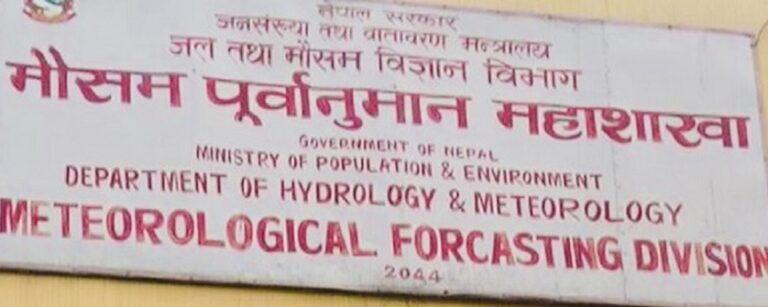 नेपाल सरकार
जनसंख्या तथा वातावरण मन्त्रालय
जल तथा मौसम विज्ञान विभाग
मौसम पूर्वानुमान महाशाखा
GOVERNMENT OF NEPAL
MINISTRY OF POPULATION & ENVIRONMENT
DEPARTMENT OF HYDROLOGY & METEOROLOGY
METEOROLOGICAL FORCASTING DIVISION
2044